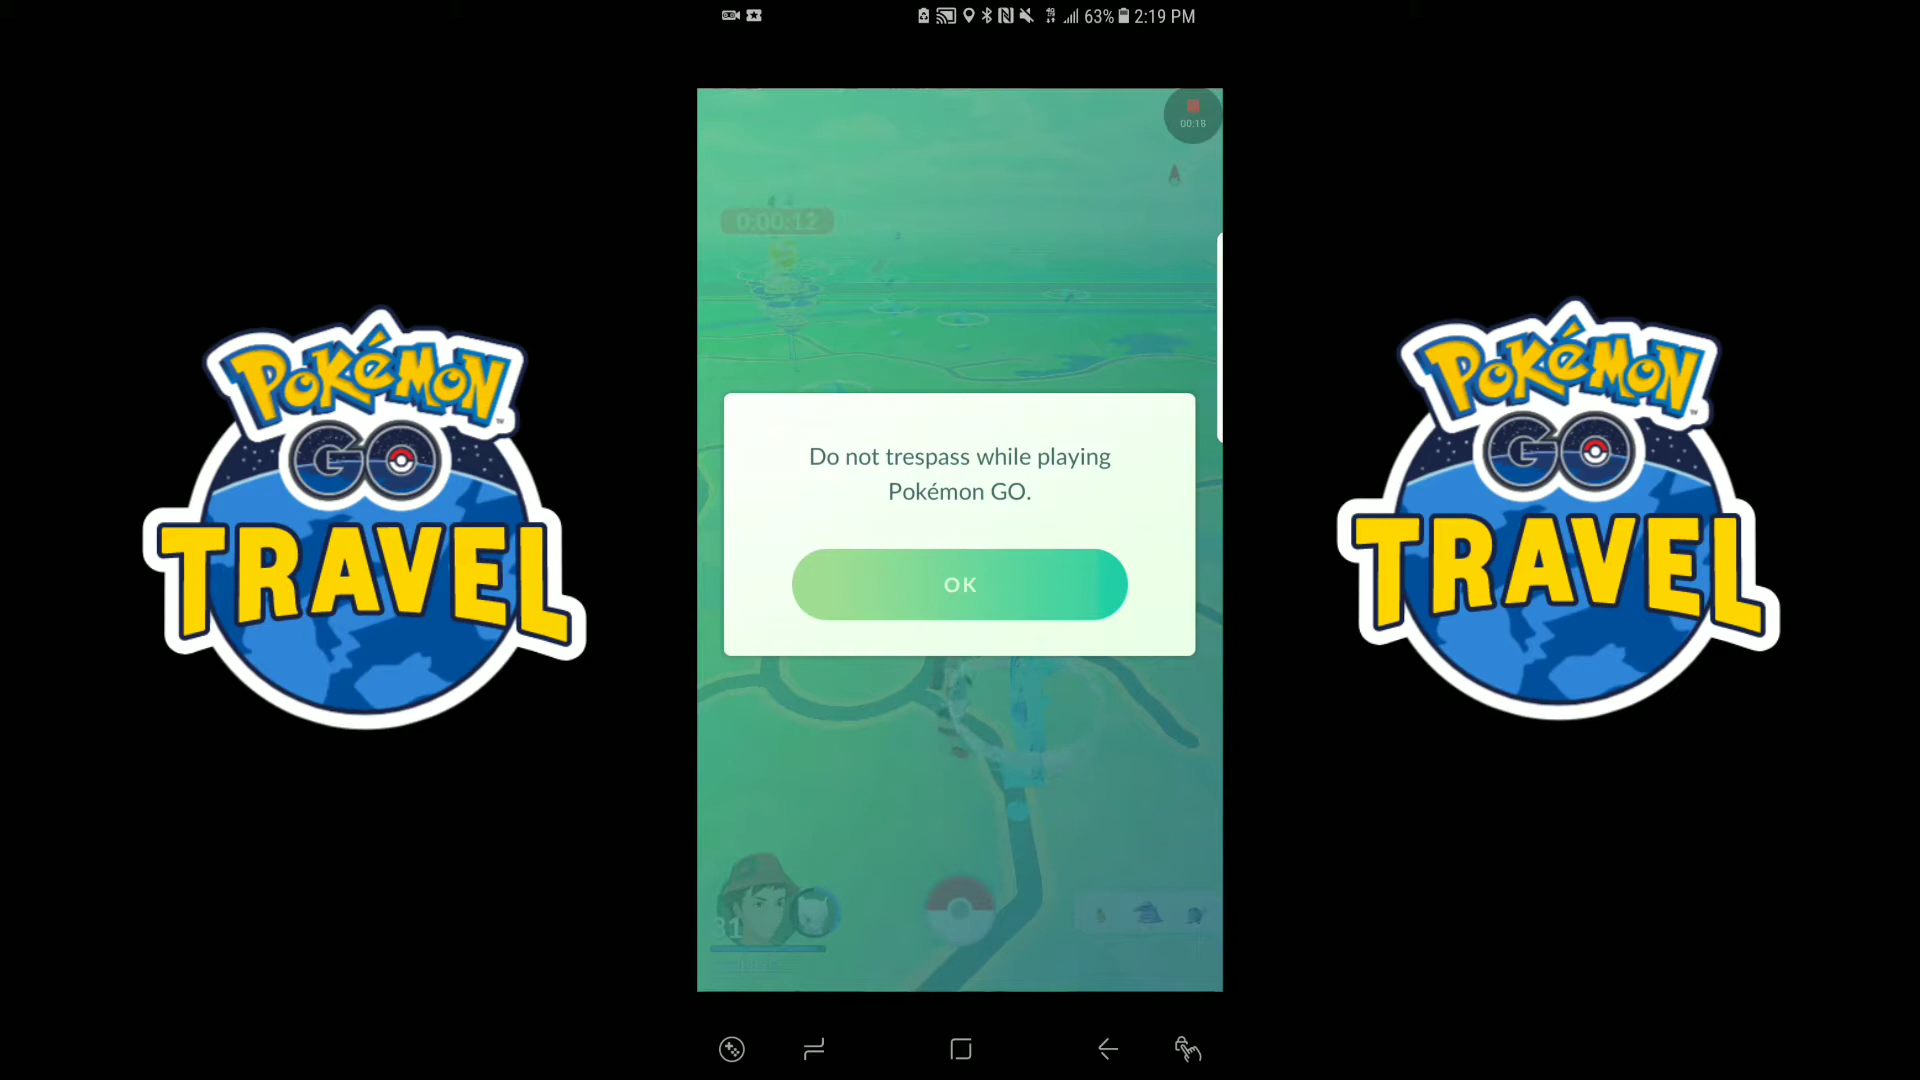 63% 2:19 PM
00:18
0:00:12
Do not trespass while playing
Pokémon GO.
OK
31
POKéMON
GO
TRAVEL
POKéMON
GO
TRAVEL